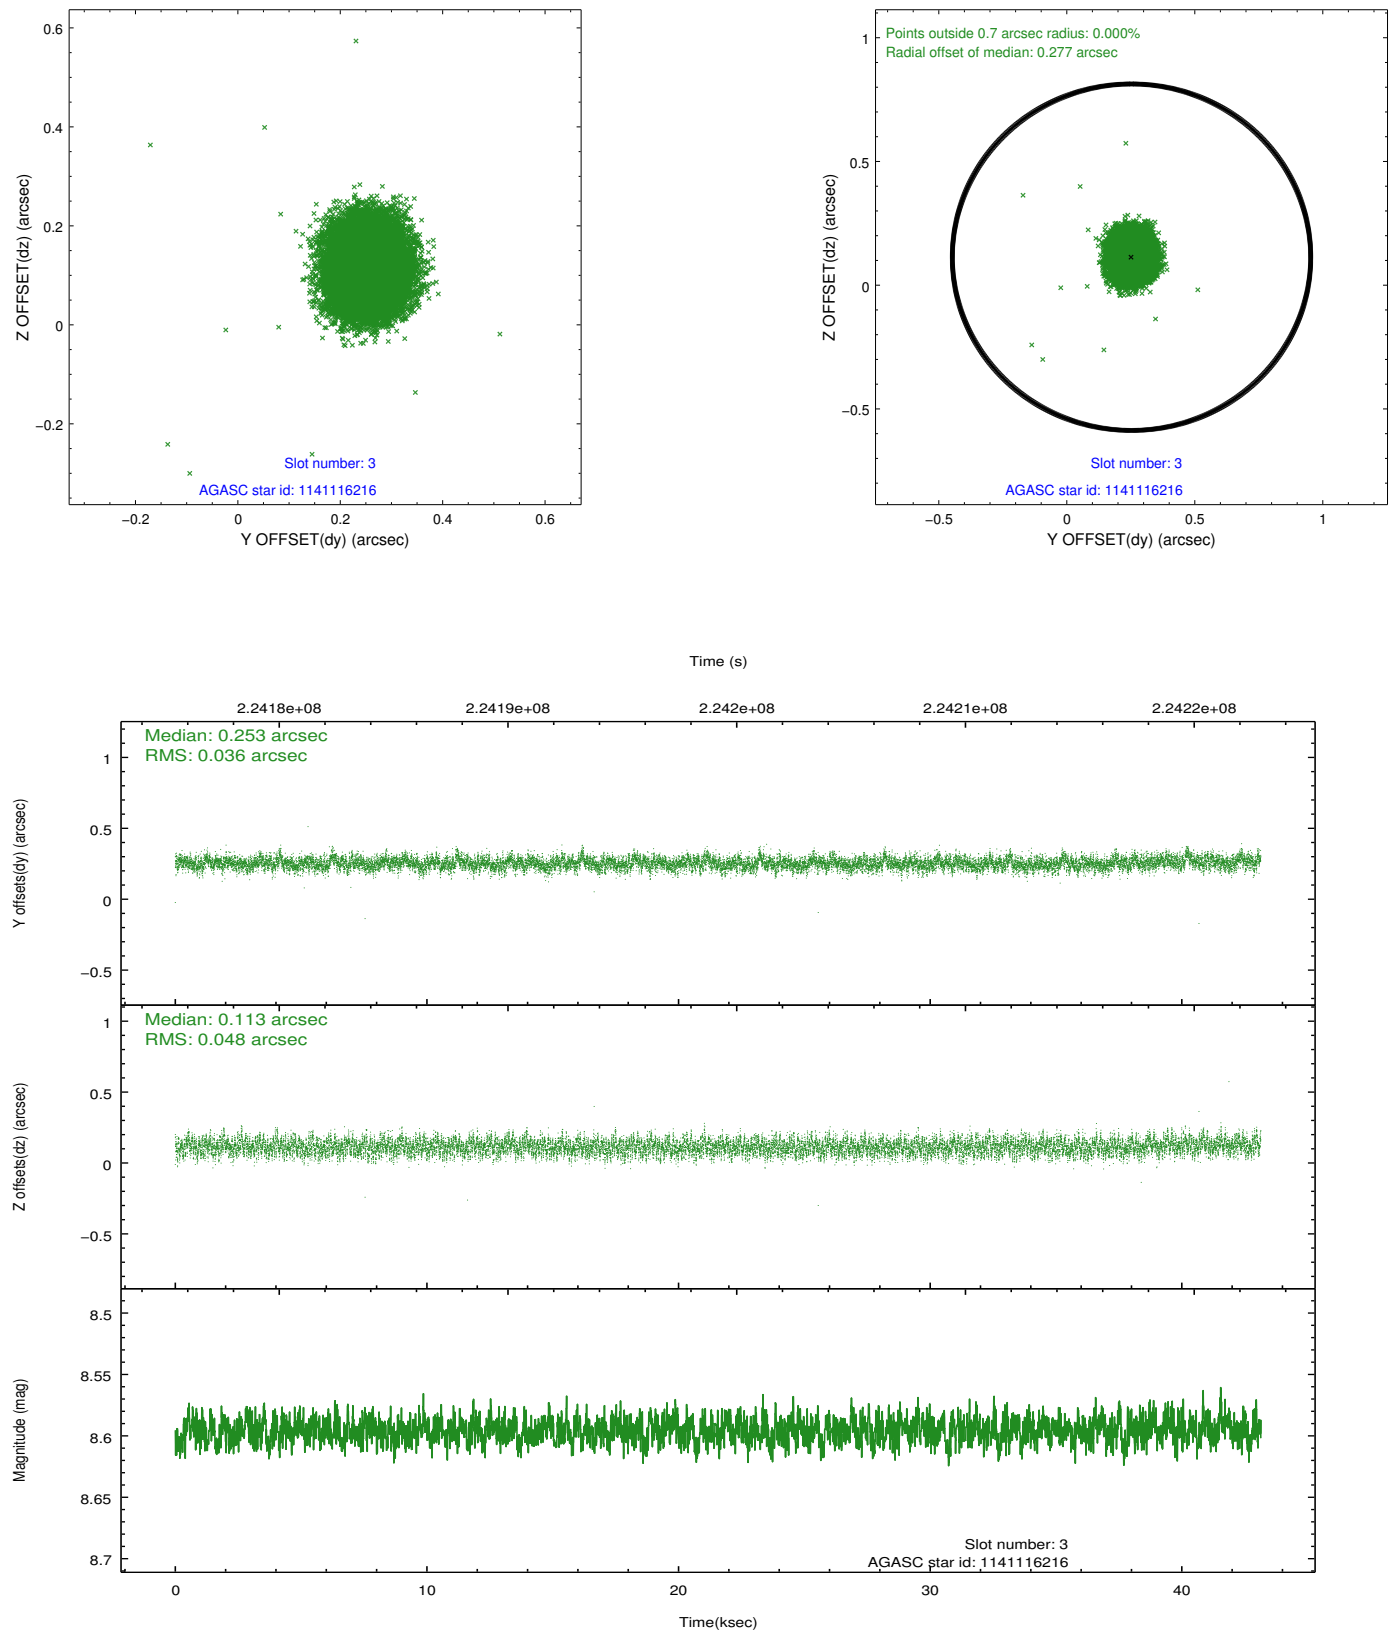 0.6
0.4
0.2
0
−0.2
Z OFFSET(dz) (arcsec)
Slot number: 3
AGASC star id: 1141116216
−0.2 0 0.2 0.4 0.6
Y OFFSET(dy) (arcsec)
Points outside 0.7 arcsec radius: 0.000%
Radial offset of median: 0.277 arcsec
1
0.5
0
−0.5
Z OFFSET(dz) (arcsec)
Slot number: 3
AGASC star id: 1141116216
−0.5 0 0.5 1
Y OFFSET(dy) (arcsec)
Time (s)
2.2418e+08 2.2419e+08 2.242e+08 2.2421e+08 2.2422e+08
Median: 0.253 arcsec
RMS: 0.036 arcsec
1
0.5
0
−0.5
Y offsets(dy) (arcsec)
Median: 0.113 arcsec
RMS: 0.048 arcsec
1
0.5
0
−0.5
Z offsets(dz) (arcsec)
8.5
8.55
8.6
8.65
8.7
Magnitude (mag)
Slot number: 3
AGASC star id: 1141116216
0 10 20 30 40
Time(ksec)